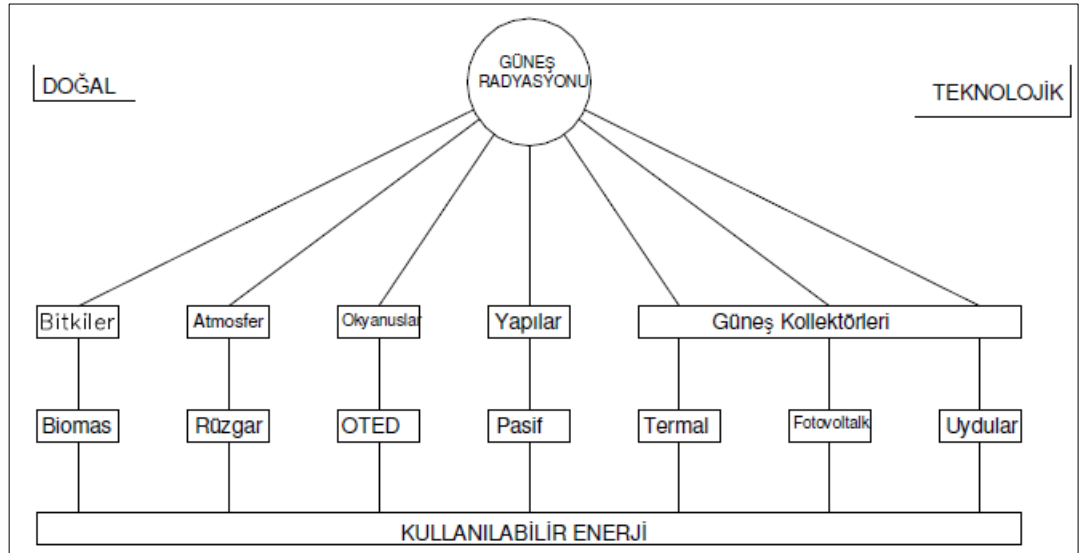 GÜNEŞ
RADYASYONU
DOĞAL
TEKNOLOJİK
Bitkiler
Atmosfer
Okyanuslar
Yapılar
Güneş Kollektörleri
Biomas
Rüzgar
OTED
Pasif
Termal
Fotovoltalk
Uydular
KULLANILABİLİR ENERJİ